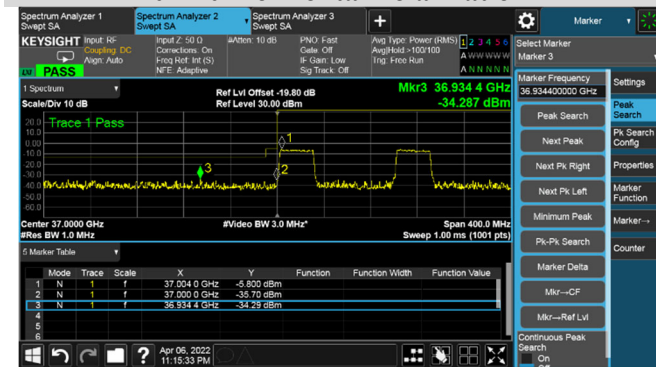 Spectrum Analyzer 1
Swept SA
Spectrum Analyzer 2
Swept SA
Spectrum Analyzer 3
Swept SA
Marker
KEYSIGHT
Input: RF
Coupling: DC
Align: Auto
Input Z: 50 Ω
Corrections: On
Freq Ref: Int (S)
NFE: Adaptive
#Atten: 10 dB
PNO: Fast
Gate: Off
IF Gain: Low
Sig Track: Off
Avg Type: Power (RMS)
Avg|Hold:>100/100
Trig: Free Run
1 2 3 4 5 6
A W W W W W
A N N N N N
LXI PASS
Select Marker
Marker 3
1 Spectrum
Scale/Div 10 dB
Ref Lvl Offset -19.80 dB
Ref Level 30.00 dBm
Mkr3 36.934 4 GHz
-34.287 dBm
Trace 1 Pass
20.0
10.0
0.00
-10.0
-20.0
-30.0
-40.0
-50.0
-60.0
1
2
3
Center 37.0000 GHz
#Res BW 1.0 MHz
#Video BW 3.0 MHz*
Span 400.0 MHz
Sweep 1.00 ms (1001 pts)
5 Marker Table
Mode Trace Scale X Y Function Function Width Function Value
1 N 1 f 37.004 0 GHz -5.800 dBm
2 N 1 f 37.000 0 GHz -35.70 dBm
3 N 1 f 36.934 4 GHz -34.29 dBm
4
5
6
Marker Frequency
36.934400000 GHz
Peak Search
Next Peak
Next Pk Right
Next Pk Left
Minimum Peak
Pk-Pk Search
Marker Delta
Mkr→CF
Mkr→Ref Lvl
Continuous Peak
Search
On
Off
Settings
Peak
Search
Pk Search
Config
Properties
Marker
Function
Marker→
Counter
?
Apr 06, 2022
11:15:33 PM